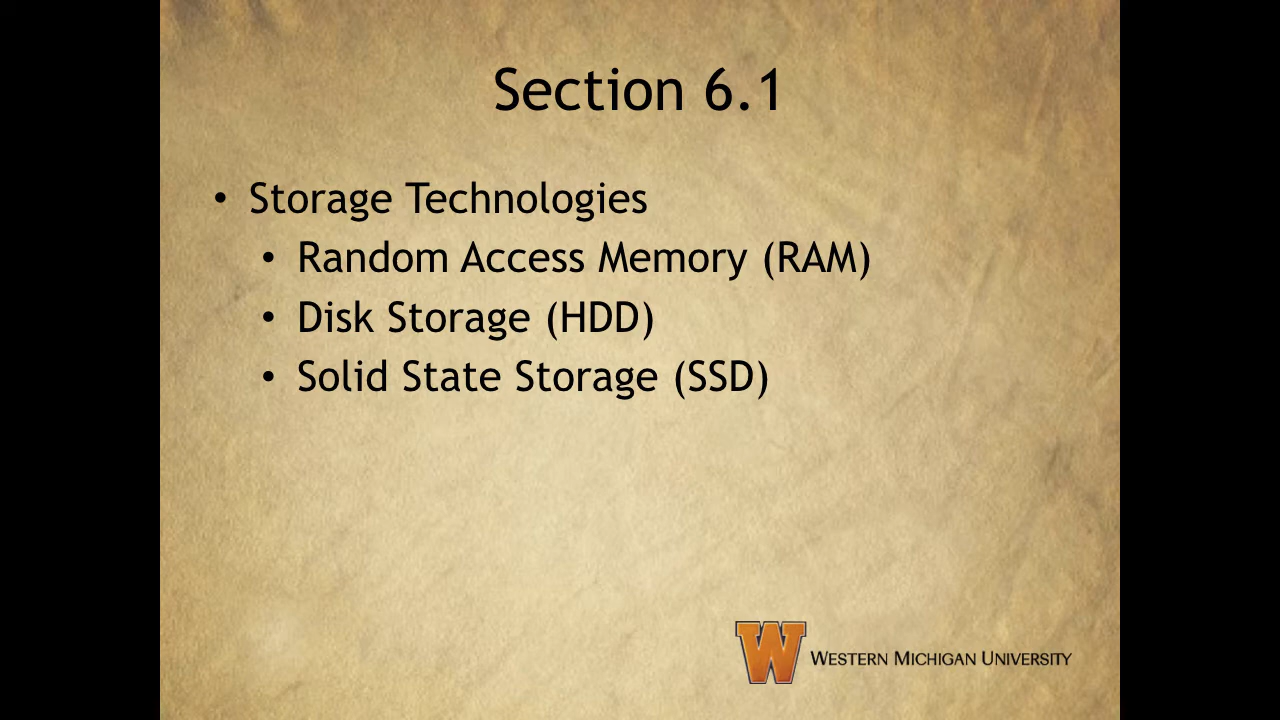 Section 6.1
• Storage Technologies
• Random Access Memory (RAM)
• Disk Storage (HDD)
• Solid State Storage (SSD)
W WESTERN MICHIGAN UNIVERSITY